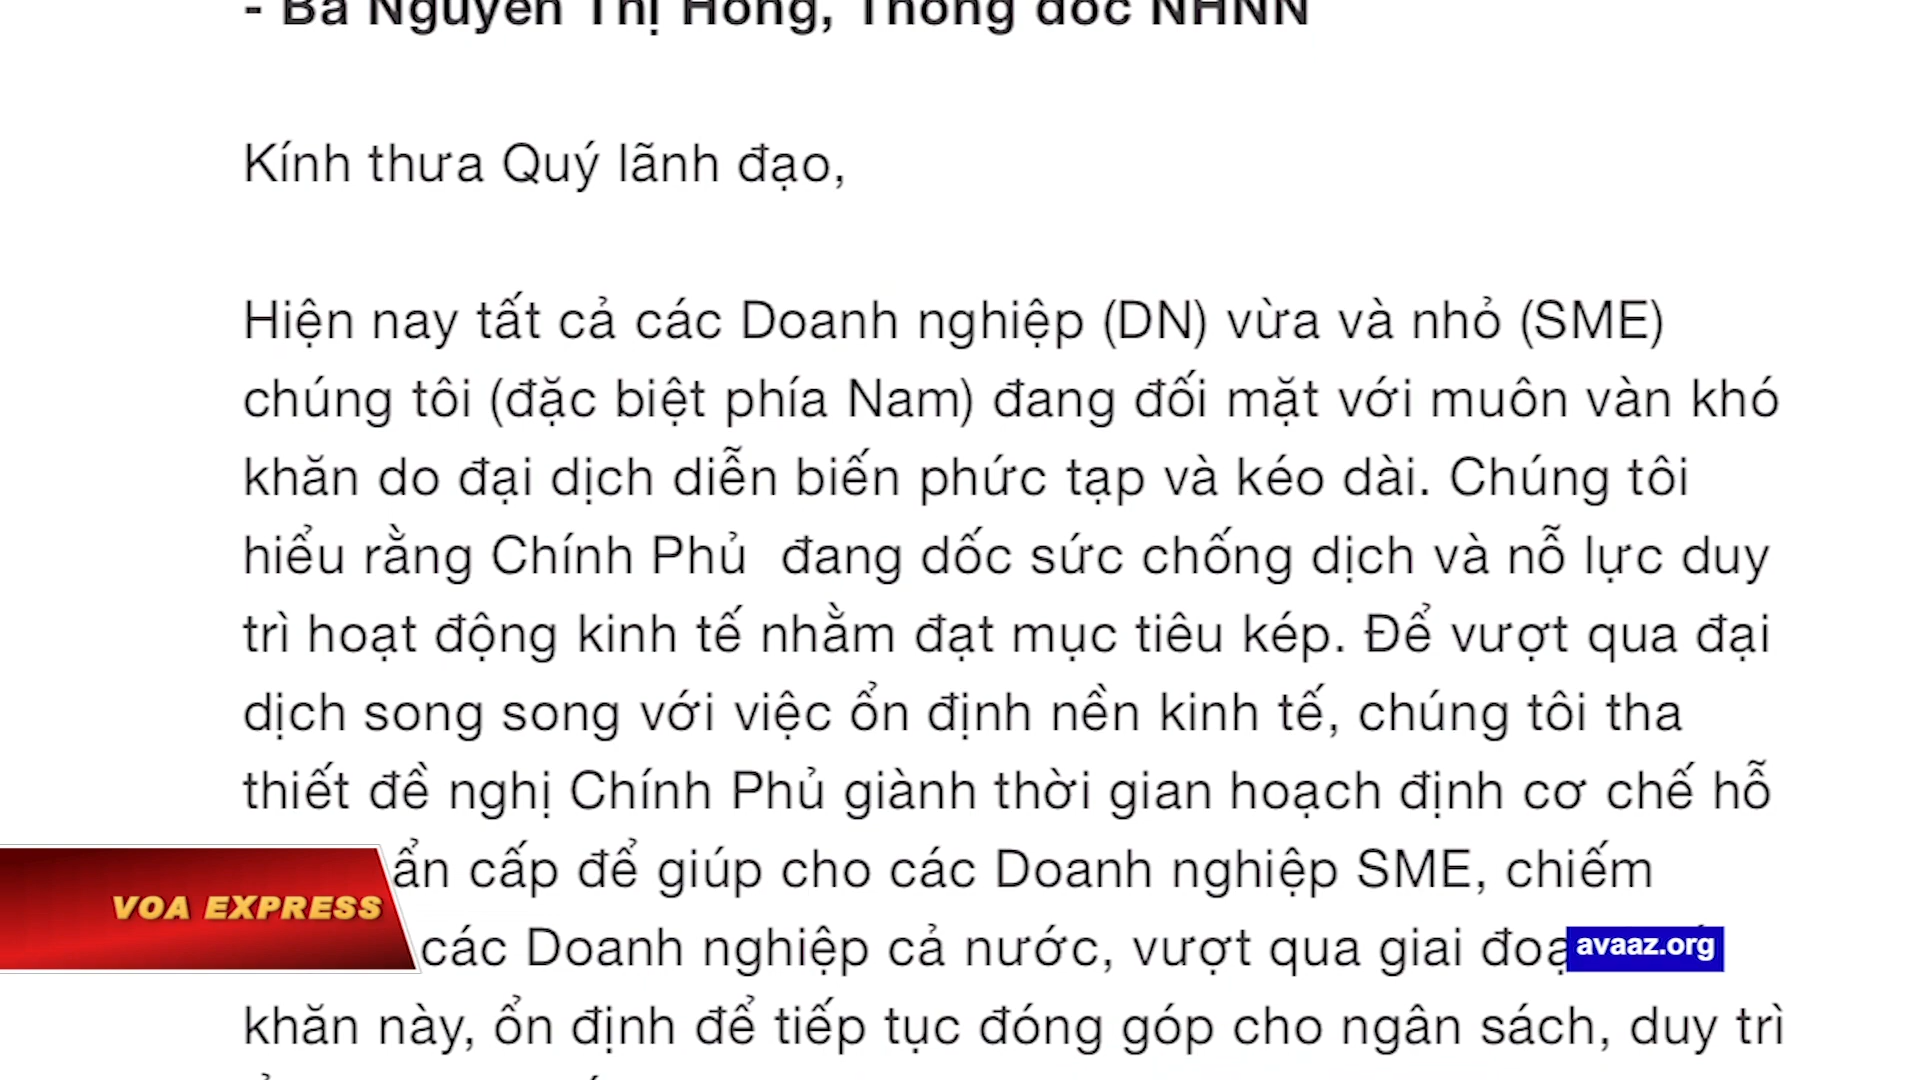 - Bà Nguyễn Thị Hồng, Thống đốc NHNN
Kính thưa Quý lãnh đạo,
Hiện nay tất cả các Doanh nghiệp (DN) vừa và nhỏ (SME)
chúng tôi (đặc biệt phía Nam) đang đối mặt với muôn vàn khó
khăn do đại dịch diễn biến phức tạp và kéo dài. Chúng tôi
hiểu rằng Chính Phủ đang dốc sức chống dịch và nỗ lực duy
trì hoạt động kinh tế nhằm đạt mục tiêu kép. Để vượt qua đại
dịch song song với việc ổn định nền kinh tế, chúng tôi tha
thiết đề nghị Chính Phủ giành thời gian hoạch định cơ chế hỗ
cấp để giúp cho các Doanh nghiệp SME, chiếm
VOA EXPRESS
các Doanh nghiệp cả nước, vượt qua giai
avaaz.org
khăn này, ổn định để tiếp tục đóng góp cho ngân sách, duy trì